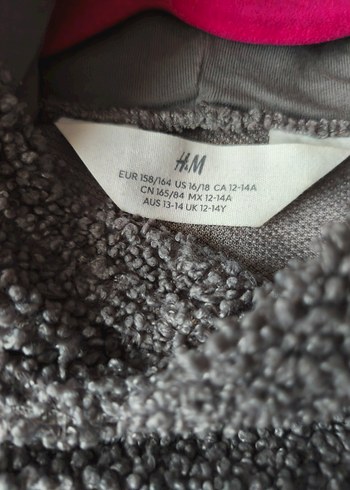 H&M
EUR 158/164 US 16/18 CA 12-14A
CN 165/84 MX 12-14A
AUS 13-14 UK 12-14Y